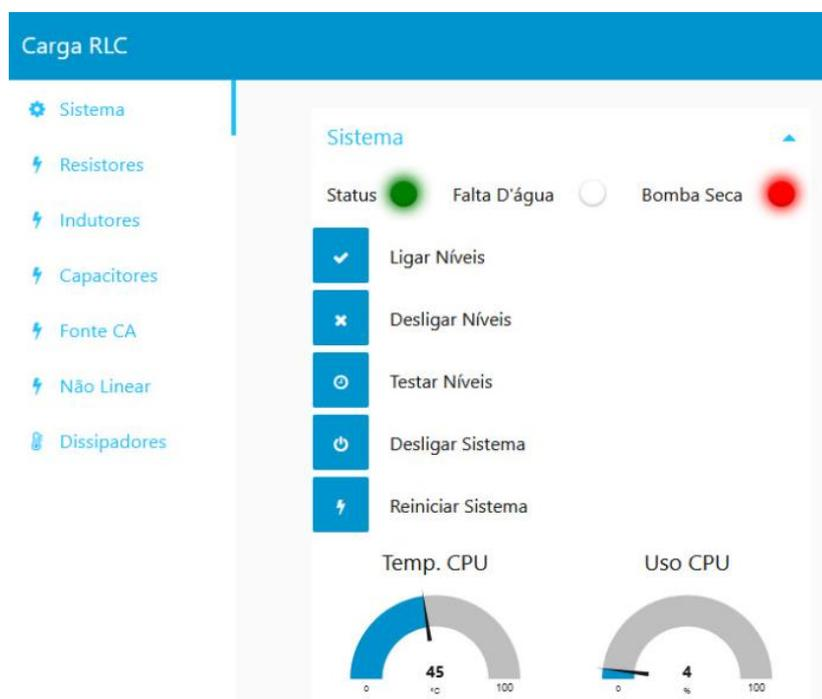 Carga RLC
Sistema
Resistores
Indutores
Capacitores
Fonte CA
Não Linear
Dissipadores
Sistema
Status Falta D'água Bomba Seca
Ligar Níveis
Desligar Níveis
Testar Níveis
Desligar Sistema
Reiniciar Sistema
Temp. CPU Uso CPU
45 4
0 °C 100 0 % 100